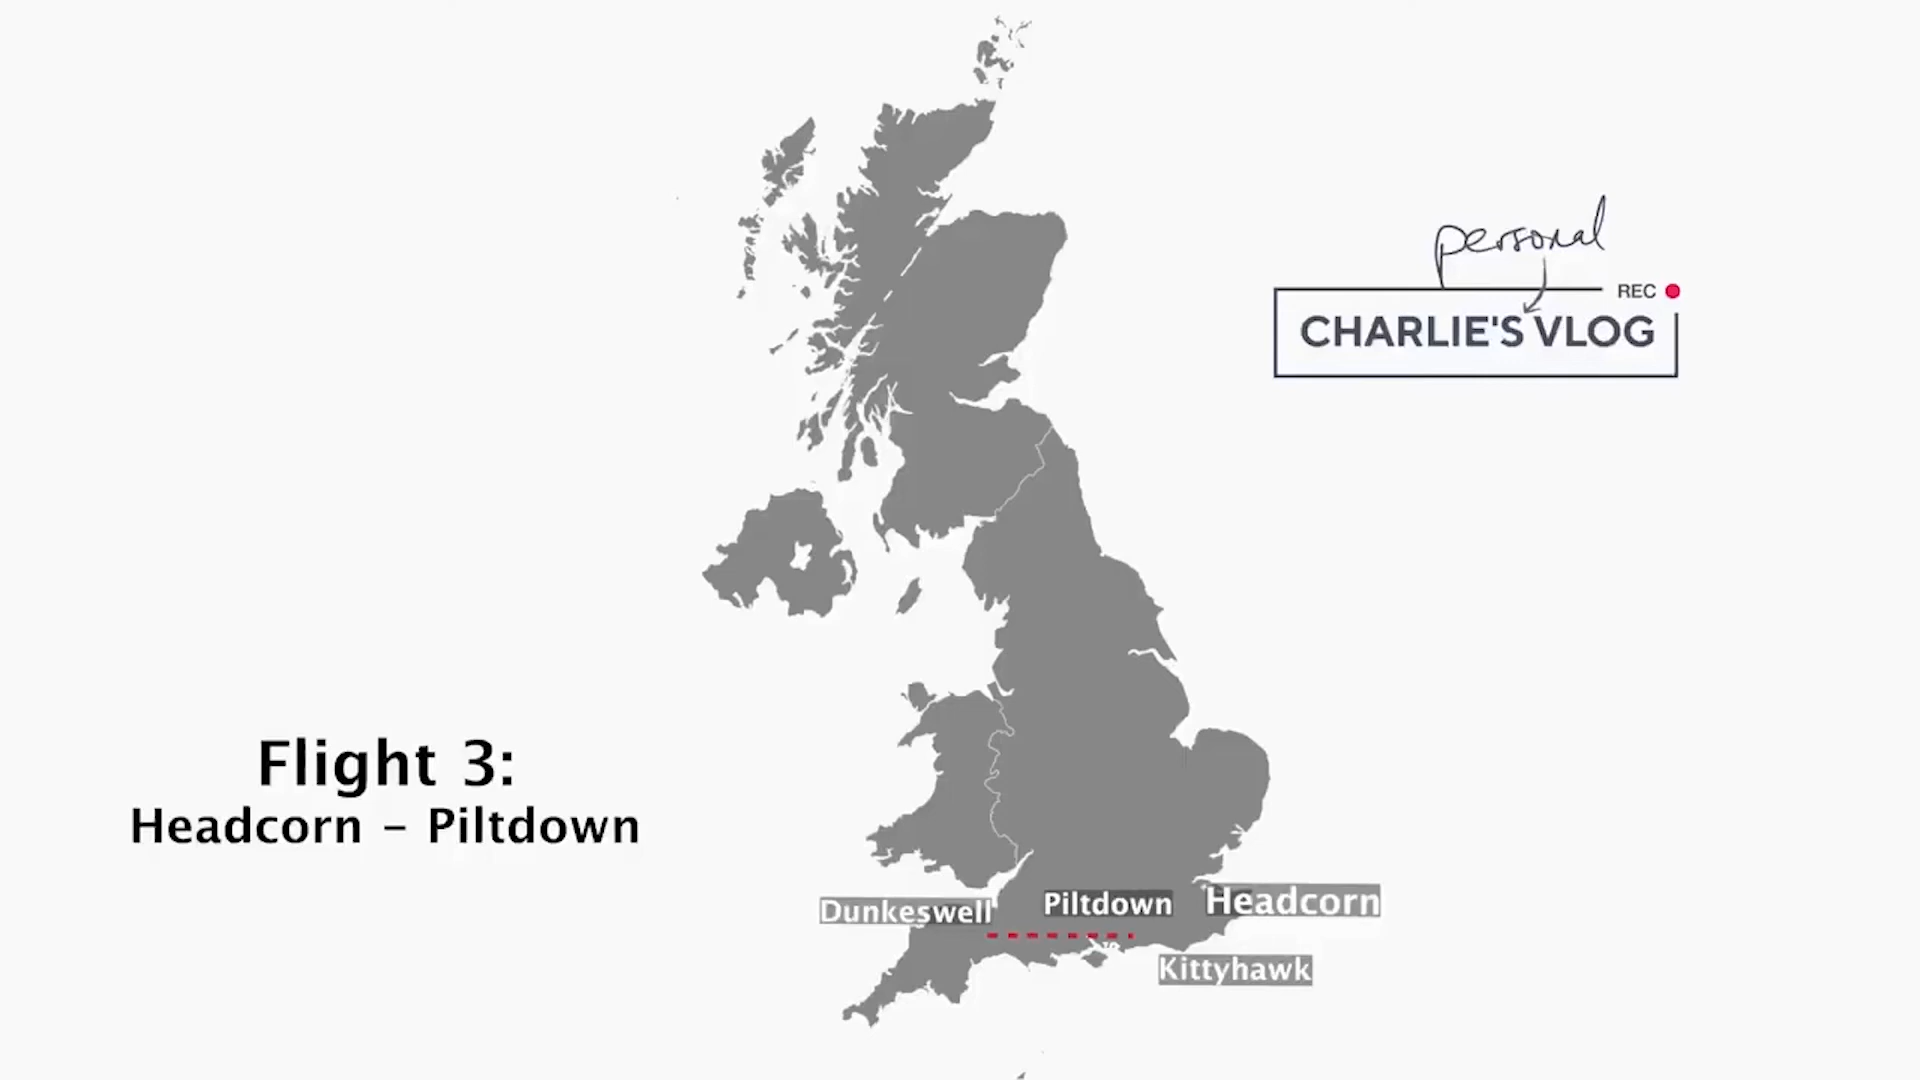 personal
REC
CHARLIE'S VLOG
Flight 3:
Headcorn – Piltdown
Dunkeswell
Piltdown
Headcorn
Kittyhawk